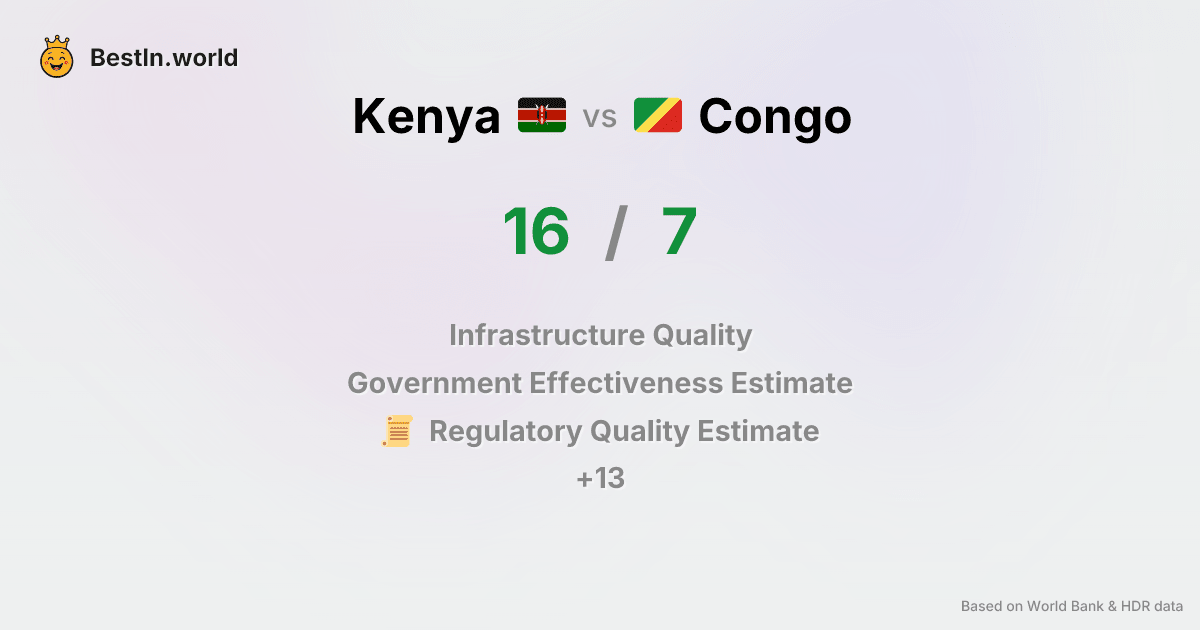 BestIn.world
Kenya vs Congo
16 / 7
Infrastructure Quality
Government Effectiveness Estimate
Regulatory Quality Estimate
+13
Based on World Bank & HDR data